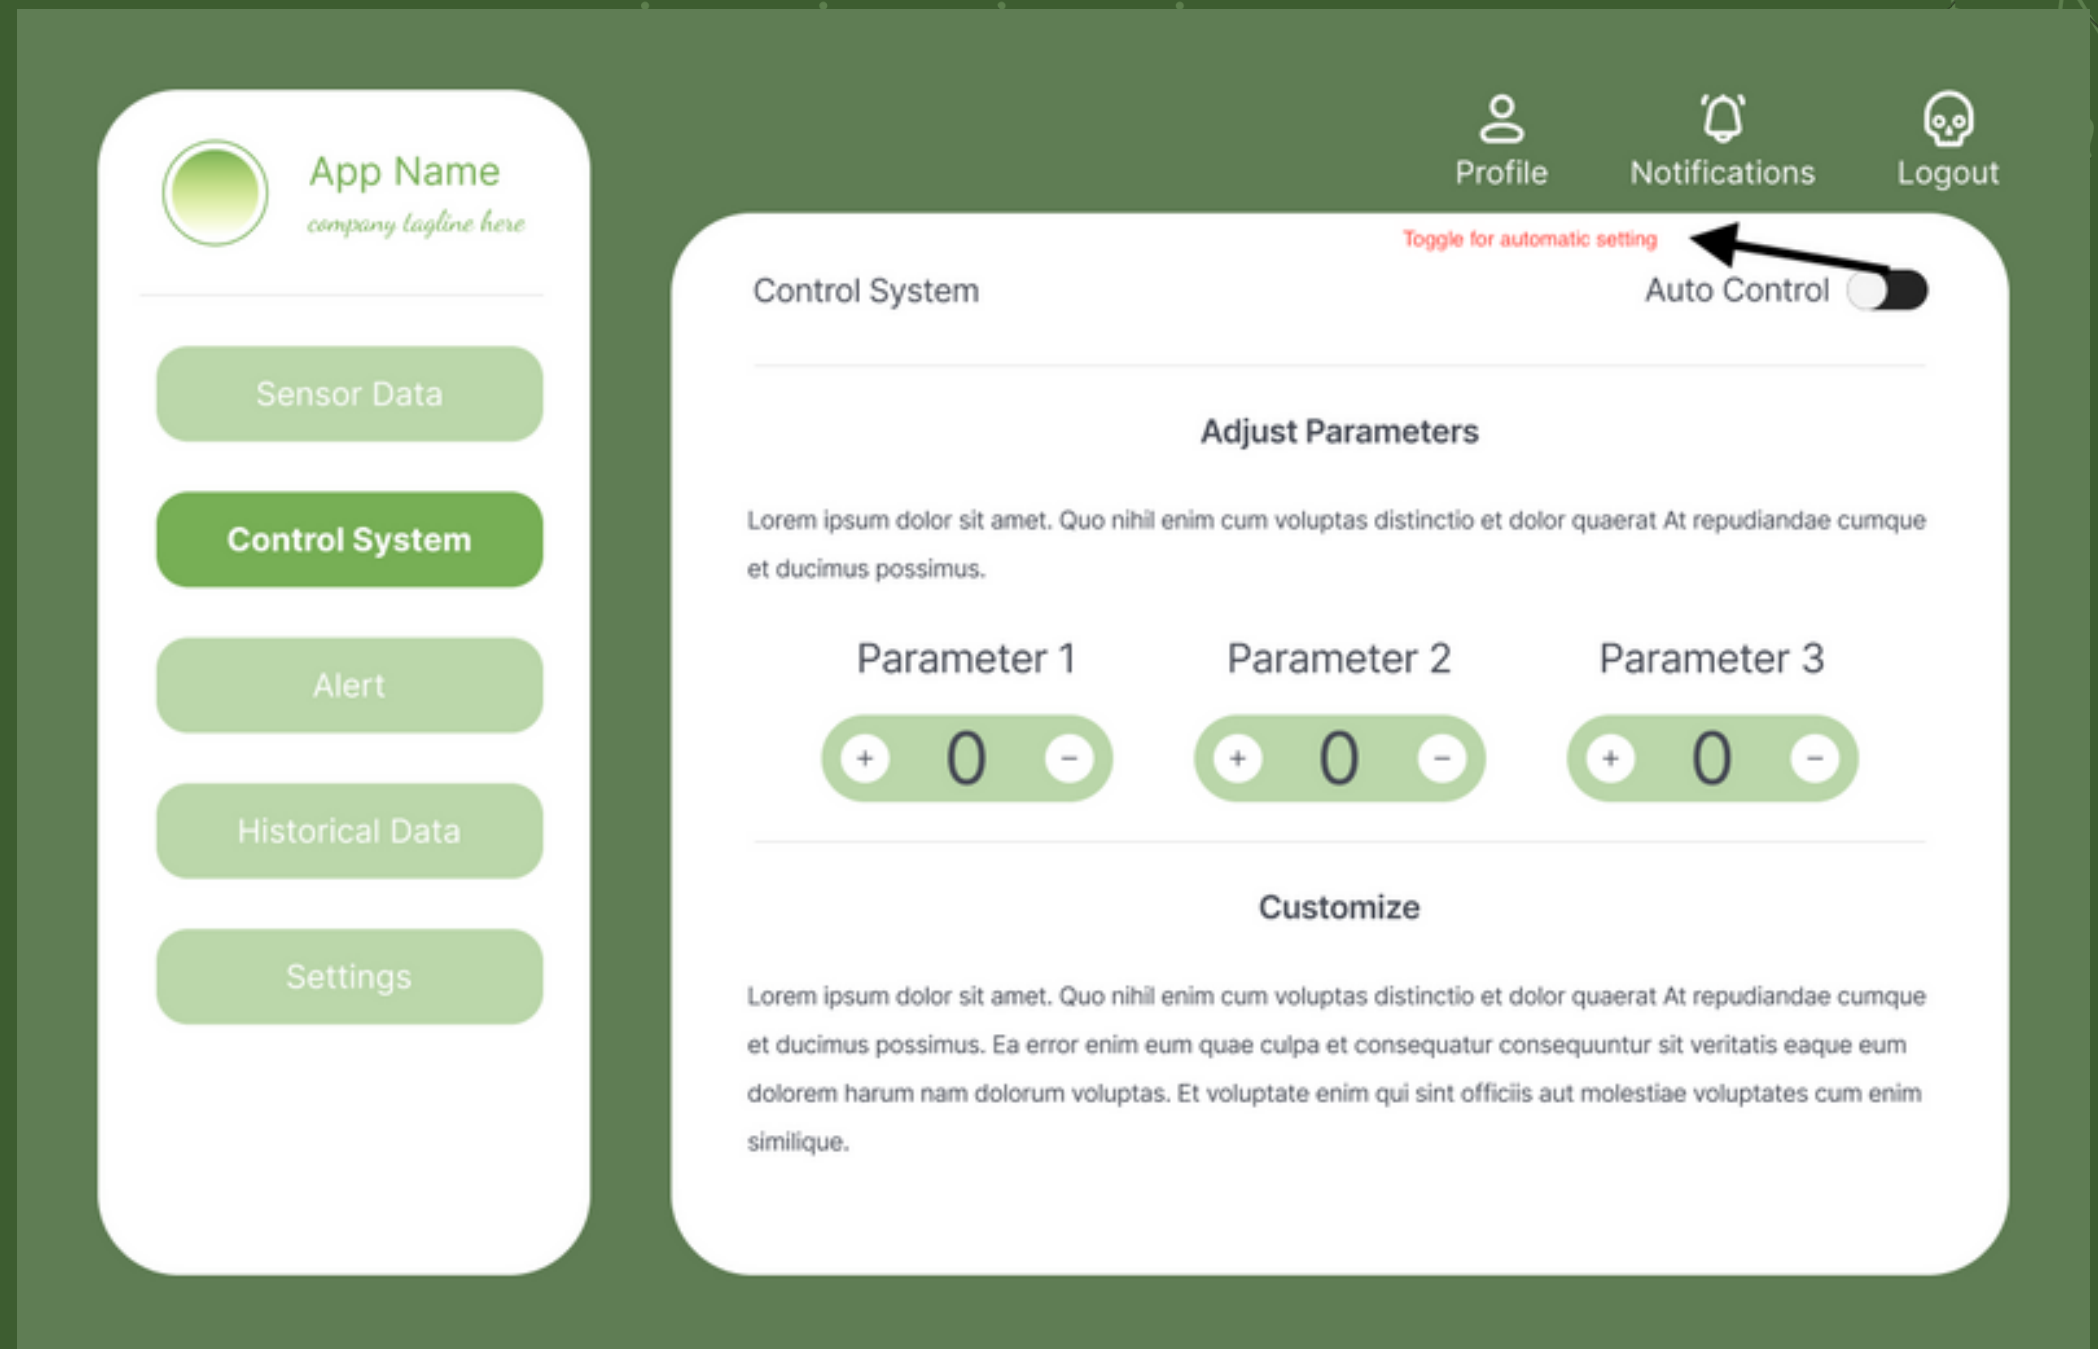 App Name
company tagline here
Sensor Data
Control System
Alert
Historical Data
Settings
Profile
Notifications
Logout
Toggle for automatic setting
Control System
Auto Control
Adjust Parameters
Lorem ipsum dolor sit amet. Quo nihil enim cum voluptas distinctio et dolor quaerat At repudiandae cumque
et ducimus possimus.
Parameter 1
Parameter 2
Parameter 3
+ 0 −
+ 0 −
+ 0 −
Customize
Lorem ipsum dolor sit amet. Quo nihil enim cum voluptas distinctio et dolor quaerat At repudiandae cumque
et ducimus possimus. Ea error enim eum quae culpa et consequatur consequuntur sit veritatis eaque eum
dolorem harum nam dolorum voluptas. Et voluptate enim qui sint officiis aut molestiae voluptates cum enim
similique.